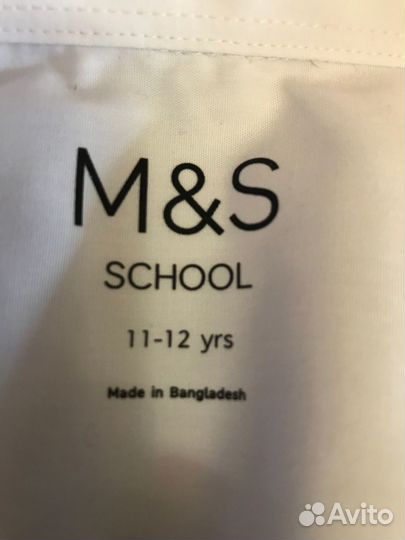 M&S
SCHOOL
11-12 yrs
Made in Bangladesh
Avito